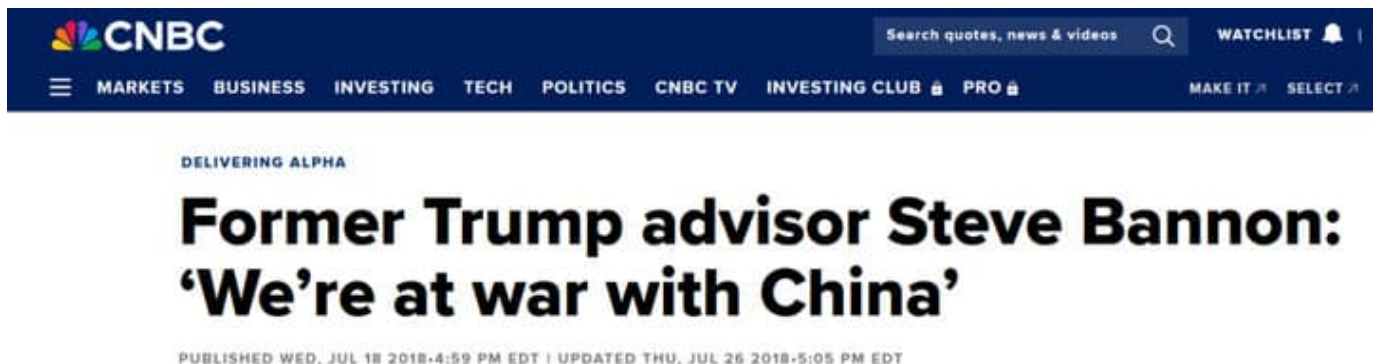 CNBC
Search quotes, news & videos
WATCHLIST
MARKETS BUSINESS INVESTING TECH POLITICS CNBC TV INVESTING CLUB PRO MAKE IT SELECT
DELIVERING ALPHA
Former Trump advisor Steve Bannon:
‘We’re at war with China’
PUBLISHED WED, JUL 18 2018•4:59 PM EDT | UPDATED THU, JUL 26 2018•5:05 PM EDT